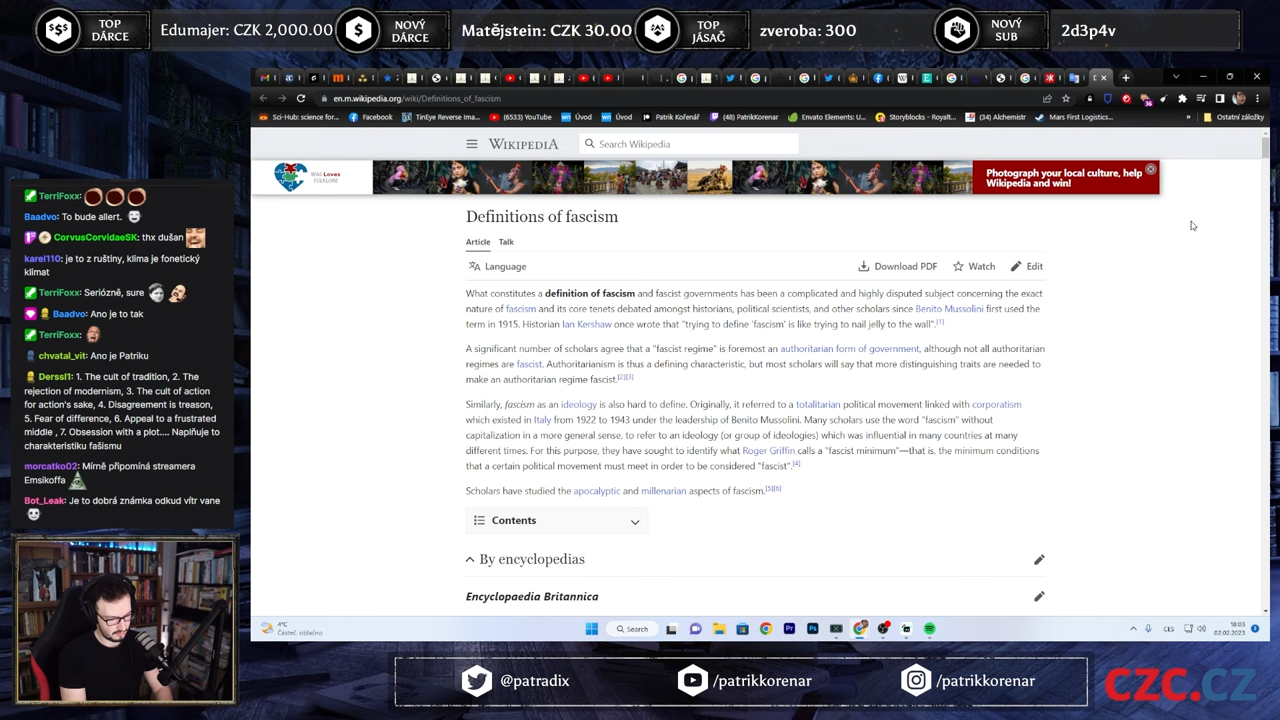 TOP
DÁRCE
Edumajer: CZK 2,000.00
NOVÝ
DÁRCE
Matějstein: CZK 30.00
TOP
JÁSAČ
zveroba: 300
NOVÝ
SUB
2d3p4v
en.m.wikipedia.org/wiki/Definitions_of_fascism
36
Sci-Hub: science for...
Facebook
TinEye Reverse Ima...
(6533) YouTube
Úvod
Úvod
Patrik Kořenář
(48) PatrikKorenar
Envato Elements: U...
Storyblocks - Royalt...
(34) Alchemistr
Mars First Logistics...
»
Ostatní záložky
WIKIPEDIA
Search Wikipedia
Wiki Loves
FOLKLORE
Photograph your local culture, help
Wikipedia and win!
Definitions of fascism
Article Talk
Language
Download PDF
Watch
Edit
What constitutes a definition of fascism and fascist governments has been a complicated and highly disputed subject concerning the exact
nature of fascism and its core tenets debated amongst historians, political scientists, and other scholars since Benito Mussolini first used the
term in 1915. Historian Ian Kershaw once wrote that "trying to define 'fascism' is like trying to nail jelly to the wall".[1]
A significant number of scholars agree that a "fascist regime" is foremost an authoritarian form of government, although not all authoritarian
regimes are fascist. Authoritarianism is thus a defining characteristic, but most scholars will say that more distinguishing traits are needed to
make an authoritarian regime fascist.[2][3]
Similarly, fascism as an ideology is also hard to define. Originally, it referred to a totalitarian political movement linked with corporatism
which existed in Italy from 1922 to 1943 under the leadership of Benito Mussolini. Many scholars use the word "fascism" without
capitalization in a more general sense, to refer to an ideology (or group of ideologies) which was influential in many countries at many
different times. For this purpose, they have sought to identify what Roger Griffin calls a "fascist minimum"—that is, the minimum conditions
that a certain political movement must meet in order to be considered "fascist".[4]
Scholars have studied the apocalyptic and millenarian aspects of fascism.[5][6]
Contents
By encyclopedias
Encyclopaedia Britannica
TerriFoxx:
Baadvo: To bude allert.
CorvusCorvidaeSK: thx dušan
karel110: je to z ruštiny, klima je fonetický
klimat
TerriFoxx: Seriózně, sure
Baadvo: Ano je to tak
TerriFoxx:
chvatal_vit: Ano je Patriku
Derssl1: 1. The cult of tradition, 2. The
rejection of modernism, 3. The cult of action
for action's sake, 4. Disagreement is treason,
5. Fear of difference, 6. Appeal to a frustrated
middle , 7. Obsession with a plot.... Naplňuje to
charakteristiku fašismu
morcatko02: Mírně připomíná streamera
Emsikoffa
Bot_Leak: Je to dobrá známka odkud vítr vane
4°C
Částeč. oblačno
Search
CES
18:03
02.02.2023
@patradix
/patrikkorenar
/patrikkorenar
CZC.CZ